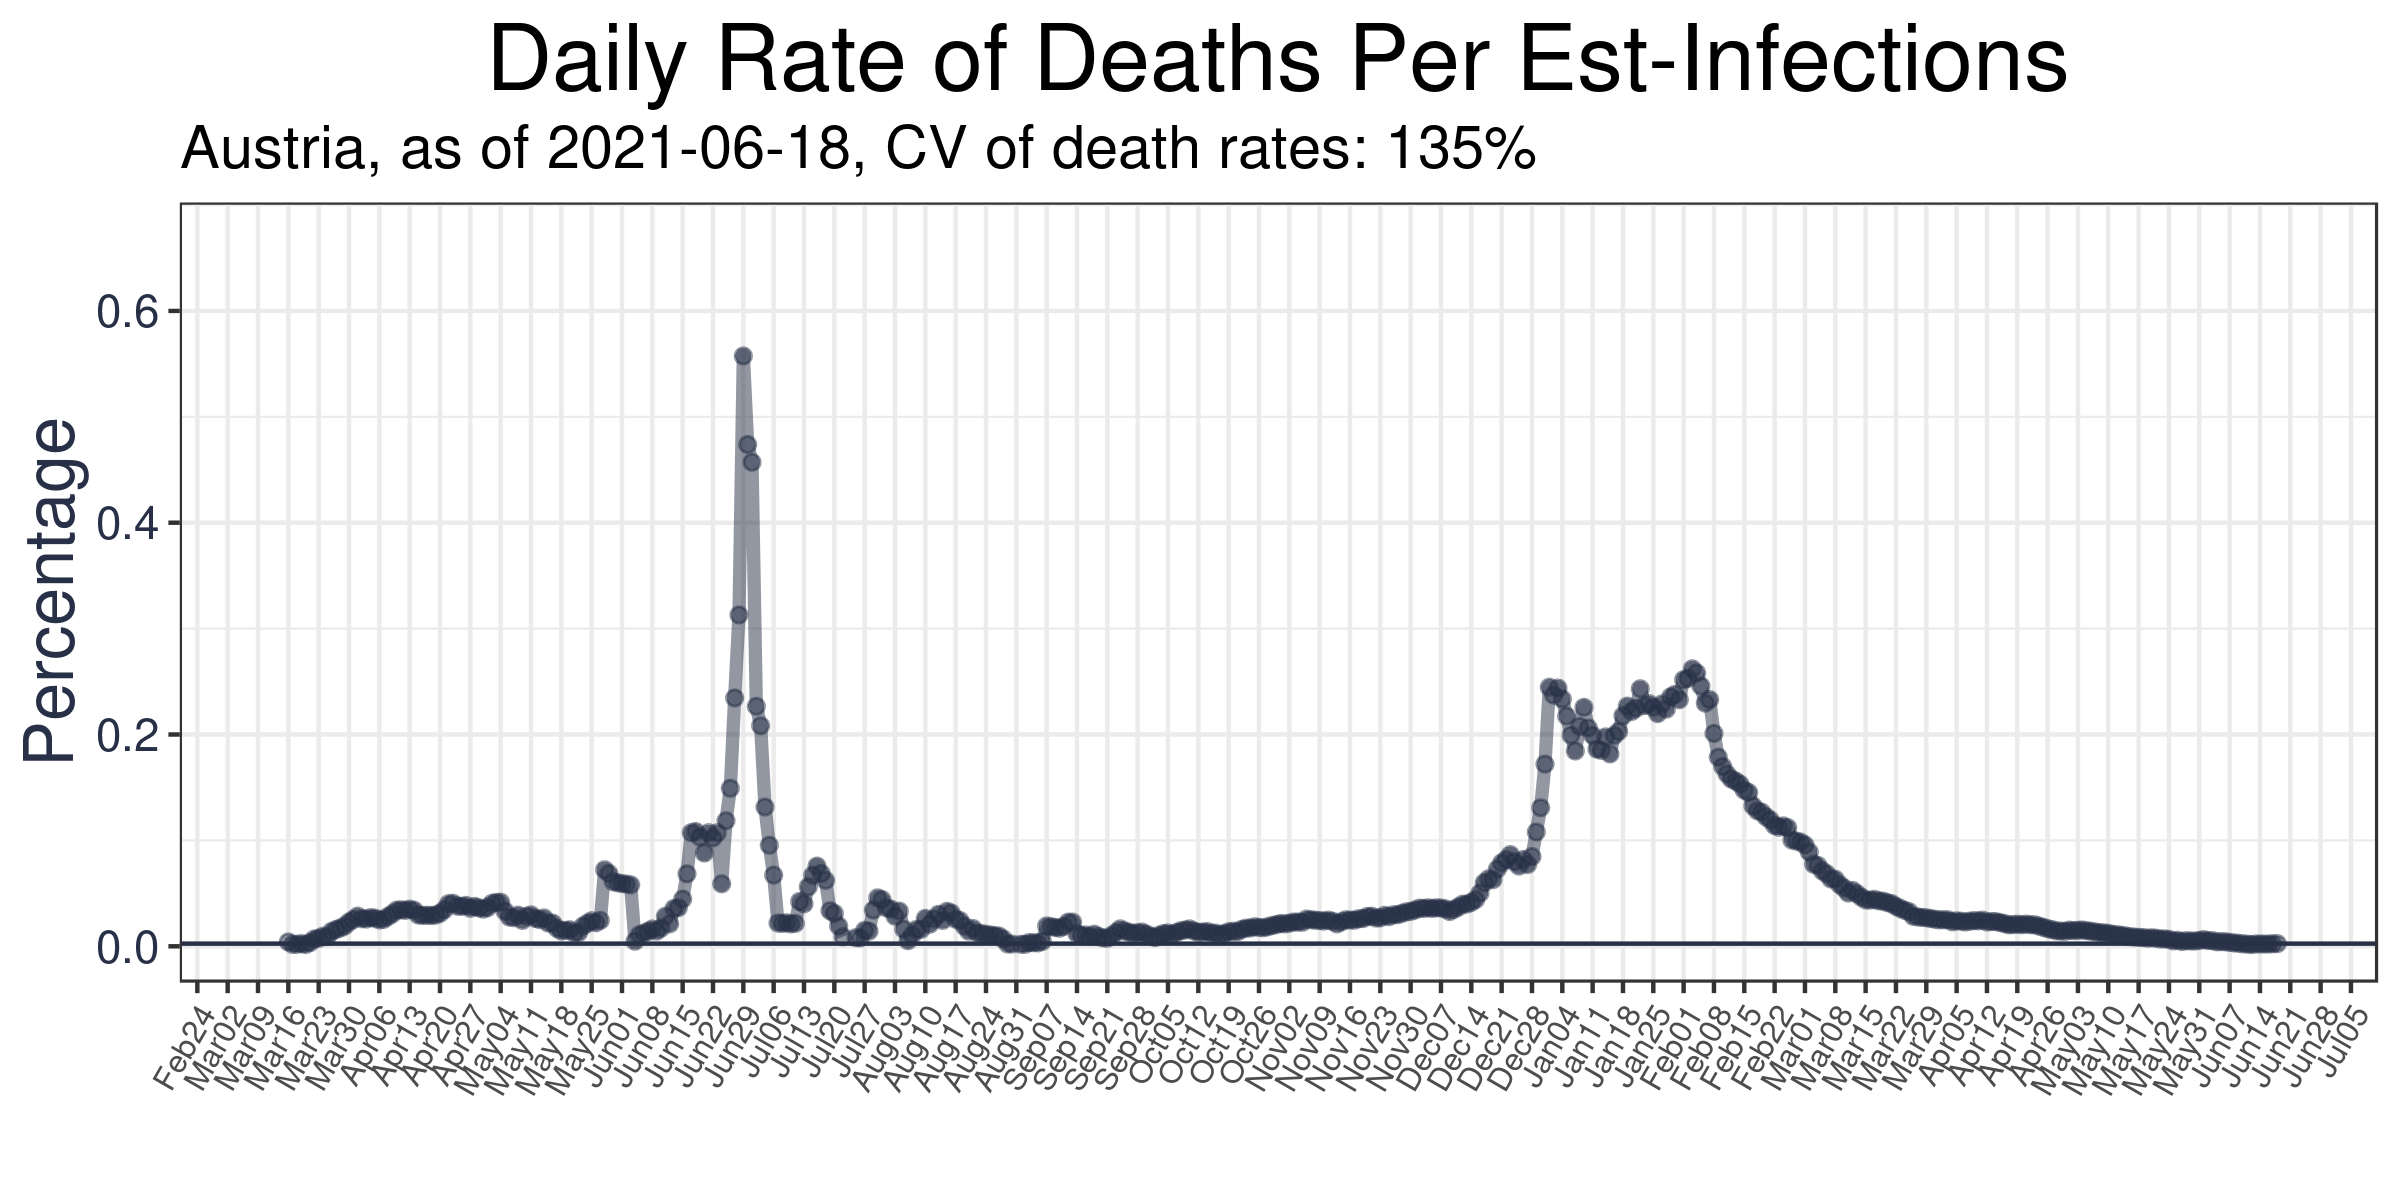 Daily Rate of Deaths Per Est-Infections
Austria, as of 2021-06-18, CV of death rates: 135%
Percentage
0.6
0.4
0.2
0.0
Feb24
Mar02
Mar09
Mar16
Mar23
Mar30
Apr06
Apr13
Apr20
Apr27
May04
May11
May18
May25
Jun01
Jun08
Jun15
Jun22
Jun29
Jul06
Jul13
Jul20
Jul27
Aug03
Aug10
Aug17
Aug24
Aug31
Sep07
Sep14
Sep21
Sep28
Oct05
Oct12
Oct19
Oct26
Nov02
Nov09
Nov16
Nov23
Nov30
Dec07
Dec14
Dec21
Dec28
Jan04
Jan11
Jan18
Jan25
Feb01
Feb08
Feb15
Feb22
Mar01
Mar08
Mar15
Mar22
Mar29
Apr05
Apr12
Apr19
Apr26
May03
May10
May17
May24
May31
Jun07
Jun14
Jun21
Jun28
Jul05